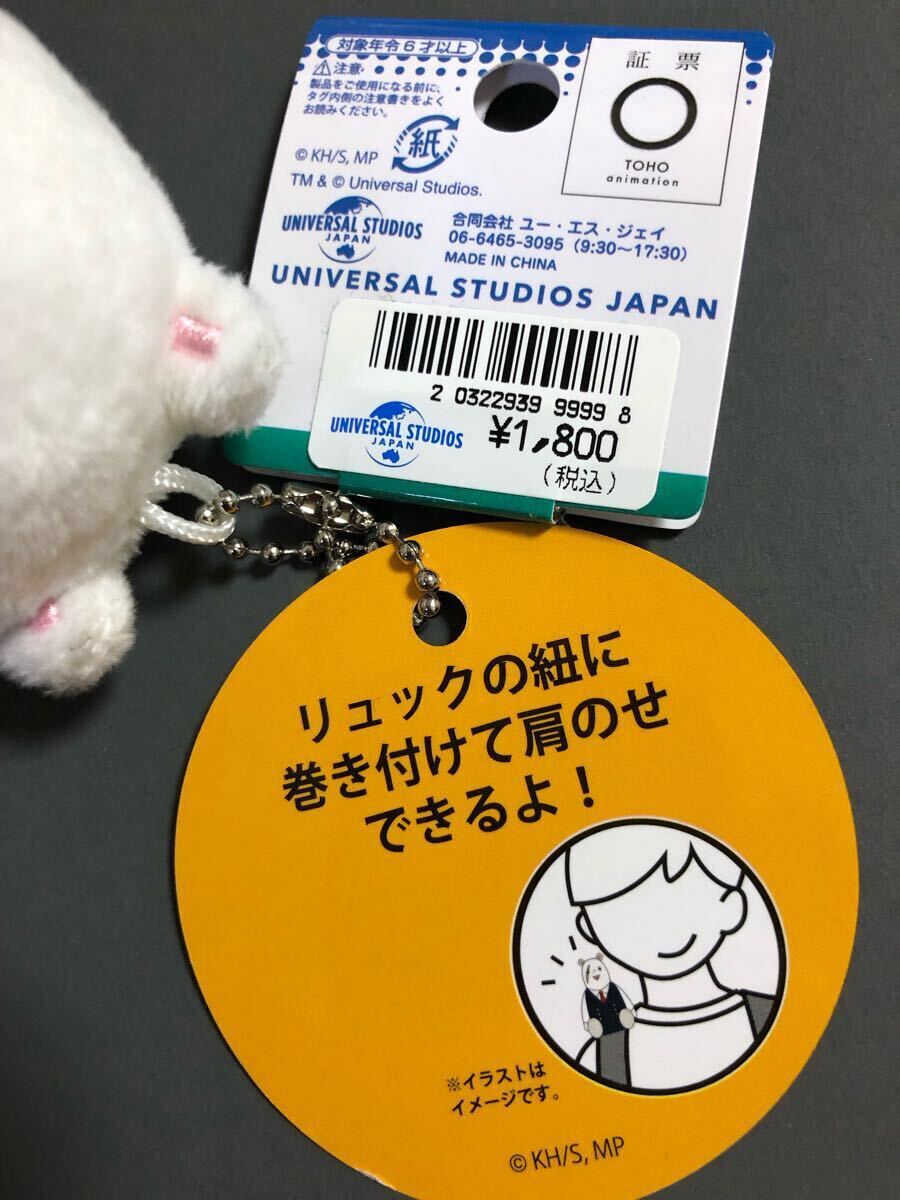 対象年令6才以上
⚠注意
製品をご使用になる前に、
タグ内側の注意書きをよく
お読みください。
紙
© KH/S, MP
TM & © Universal Studios.
証票
TOHO
animation
UNIVERSAL STUDIOS
JAPAN
合同会社 ユー・エス・ジェイ
06-6465-3095（9:30～17:30）
MADE IN CHINA
UNIVERSAL STUDIOS JAPAN
2 0322939 9999 8
UNIVERSAL STUDIOS
JAPAN
¥1,800
(税込)
リュックの紐に
巻き付けて肩のせ
できるよ！
※イラストは
イメージです。
© KH/S, MP